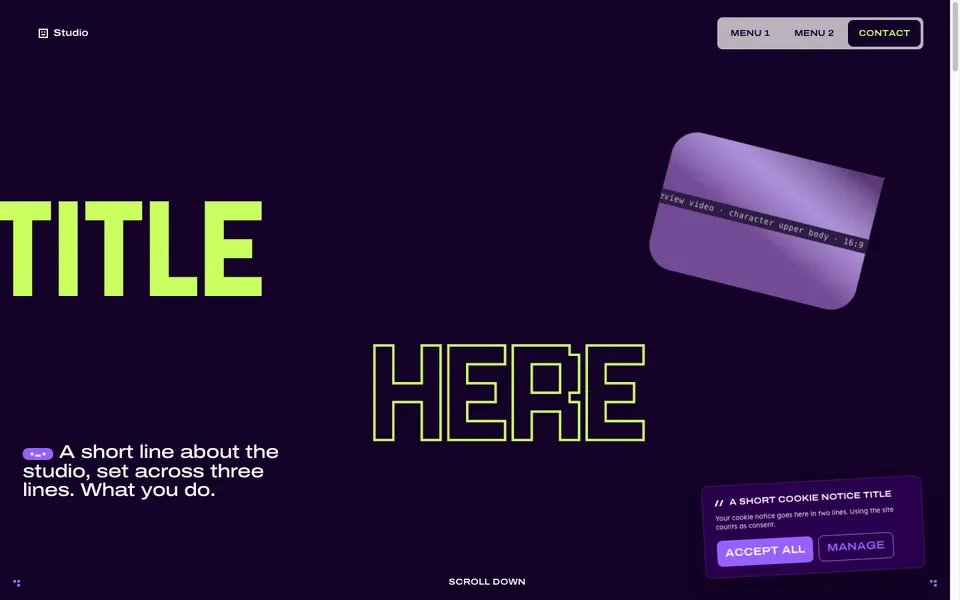 Studio
MENU 1 MENU 2 CONTACT
video · character upper body · 16:9
TITLE
HERE
A short line about the
studio, set across three
lines. What you do.
A SHORT COOKIE NOTICE TITLE
Your cookie notice goes here in two lines. Using the site
counts as consent.
ACCEPT ALL MANAGE
SCROLL DOWN